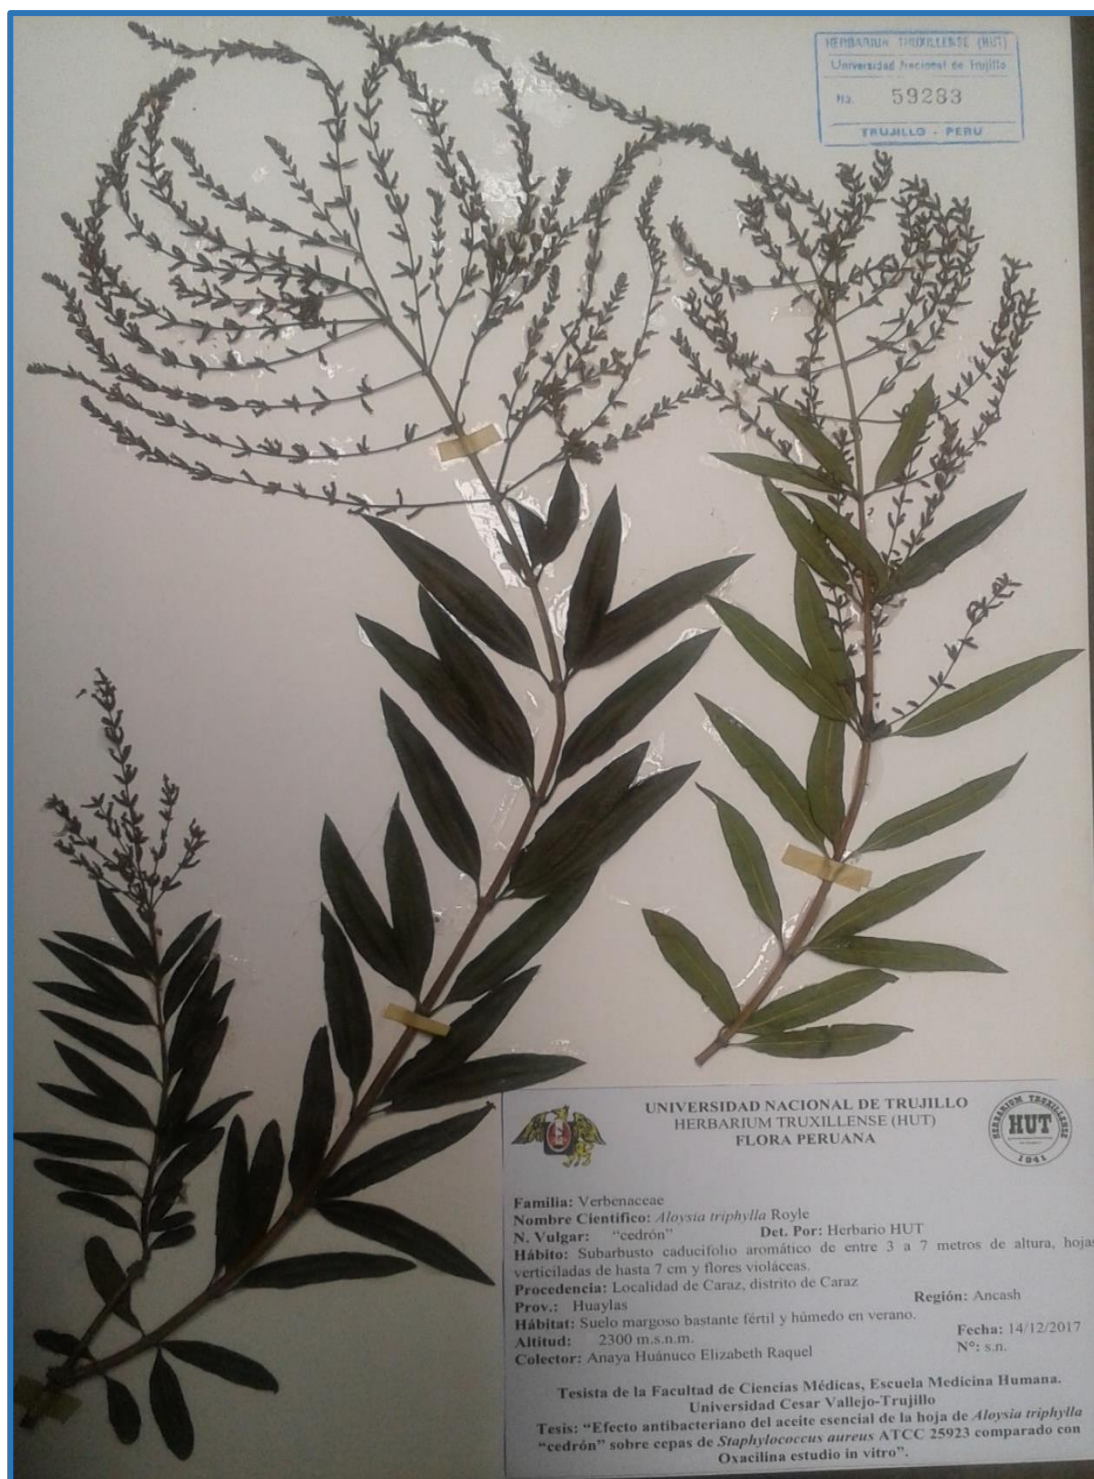 HERBARIUM TRUXILLENSE (HUT)
Universidad Nacional de Trujillo
No. 59283
TRUJILLO - PERU
UNIVERSIDAD NACIONAL DE TRUJILLO
HERBARIUM TRUXILLENSE (HUT)
FLORA PERUANA
HERBARIUM TRUXILLENSE
HUT
1941
Familia: Verbenaceae
Nombre Científico: Aloysia triphylla Royle
N. Vulgar: “cedrón” Det. Por: Herbario HUT
Hábito: Subarbusto caducifolio aromático de entre 3 a 7 metros de altura, hojas
verticiladas de hasta 7 cm y flores violáceas.
Procedencia: Localidad de Caraz, distrito de Caraz
Prov.: Huaylas Región: Ancash
Hábitat: Suelo margoso bastante fértil y húmedo en verano.
Altitud: 2300 m.s.n.m. Fecha: 14/12/2017
Colector: Anaya Huánuco Elizabeth Raquel N°: s.n.
Tesista de la Facultad de Ciencias Médicas, Escuela Medicina Humana.
Universidad Cesar Vallejo-Trujillo
Tesis: “Efecto antibacteriano del aceite esencial de la hoja de Aloysia triphylla
“cedrón” sobre cepas de Staphylococcus aureus ATCC 25923 comparado con
Oxacilina estudio in vitro”.